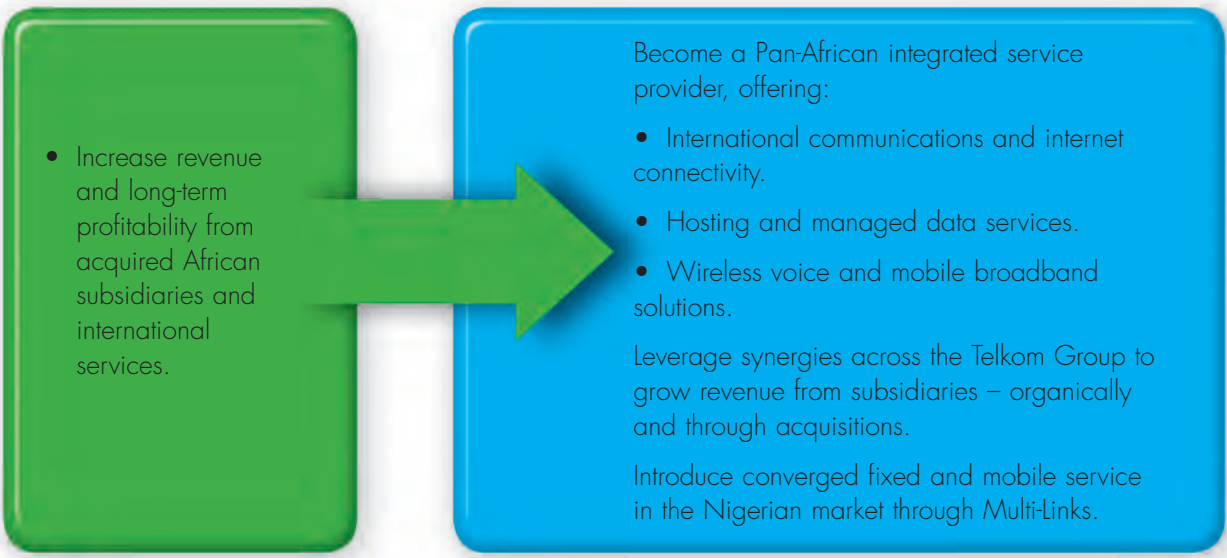 • Increase revenue
and long-term
profitability from
acquired African
subsidiaries and
international
services.
Become a Pan-African integrated service
provider, offering:
• International communications and internet
connectivity.
• Hosting and managed data services.
• Wireless voice and mobile broadband
solutions.
Leverage synergies across the Telkom Group to
grow revenue from subsidiaries – organically
and through acquisitions.
Introduce converged fixed and mobile service
in the Nigerian market through Multi-Links.